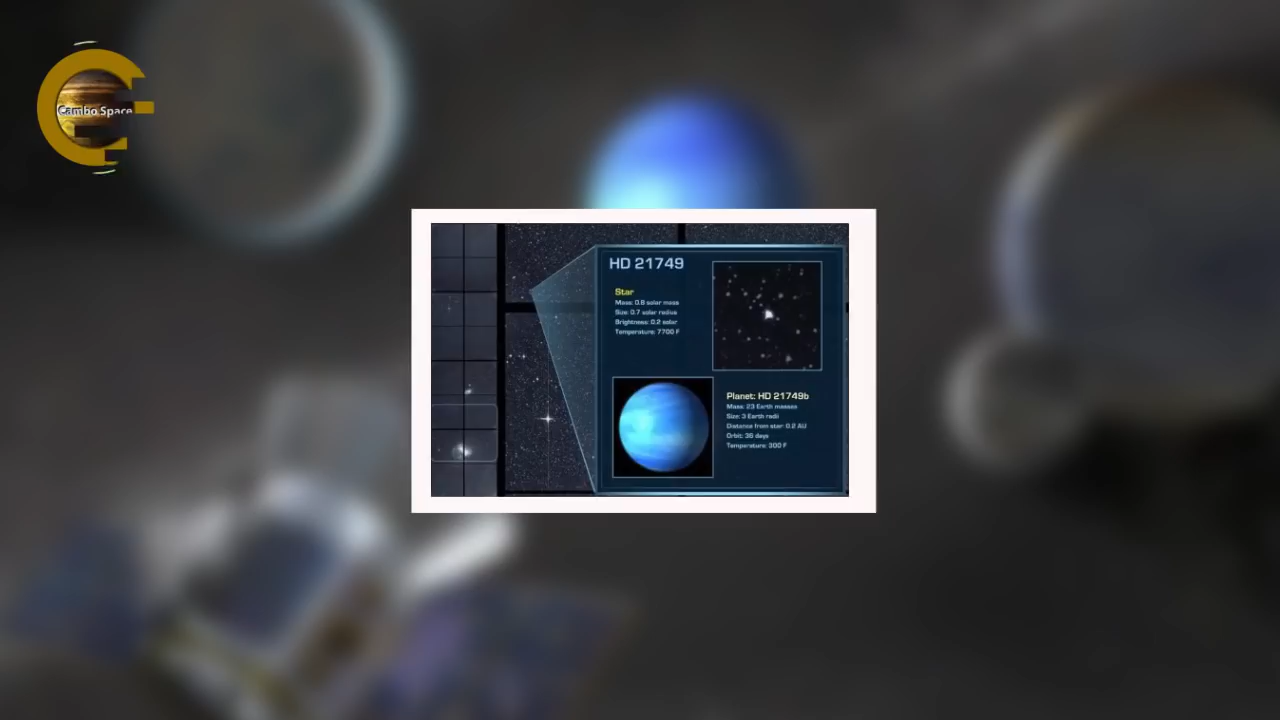 Cambo Space
HD 21749
Star
Mass: 0.8 solar mass
Size: 0.7 solar radius
Brightness: 0.2 solar
Temperature: 7700 F
Planet: HD 21749b
Mass: 23 Earth masses
Size: 3 Earth radii
Distance from star: 0.2 AU
Orbit: 36 days
Temperature: 300 F